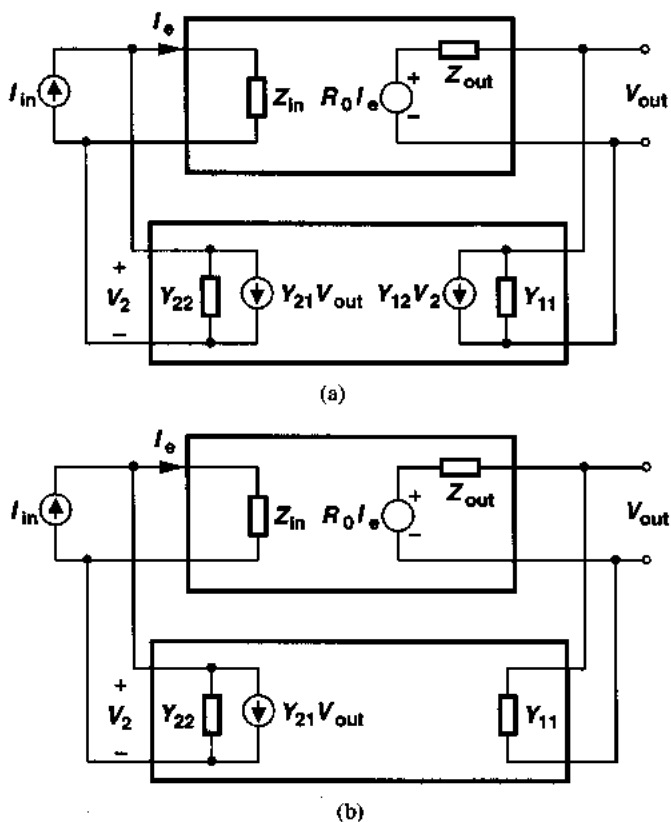 I_e
I_in Z_in R_0 I_e + − Z_out V_out
+ V_2 − Y_22 Y_21 V_out Y_12 V_2 Y_11
(a)
I_e
I_in Z_in R_0 I_e + − Z_out V_out
+ V_2 − Y_22 Y_21 V_out Y_11
(b)